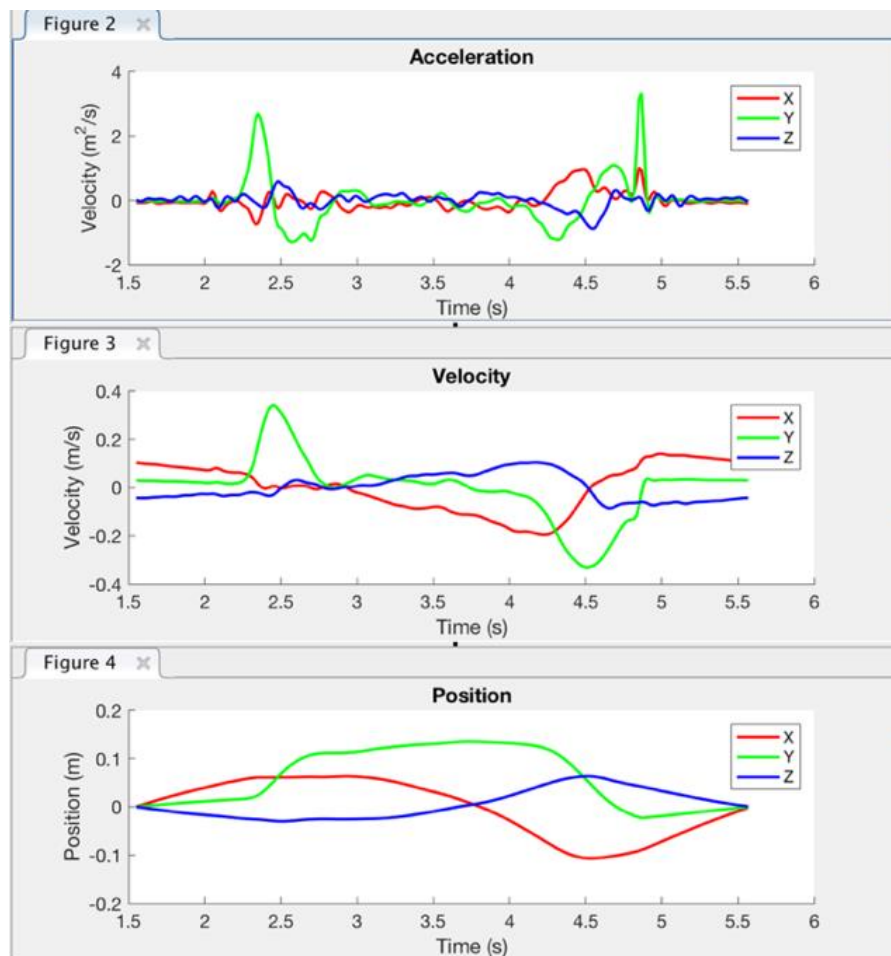 Figure 2 ×
Acceleration
Velocity (m²/s)
4
2
0
-2
X
Y
Z
1.5 2 2.5 3 3.5 4 4.5 5 5.5 6
Time (s)
Figure 3 ×
Velocity
Velocity (m/s)
0.4
0.2
0
-0.2
-0.4
X
Y
Z
1.5 2 2.5 3 3.5 4 4.5 5 5.5 6
Time (s)
Figure 4 ×
Position
Position (m)
0.2
0.1
0
-0.1
-0.2
X
Y
Z
1.5 2 2.5 3 3.5 4 4.5 5 5.5 6
Time (s)